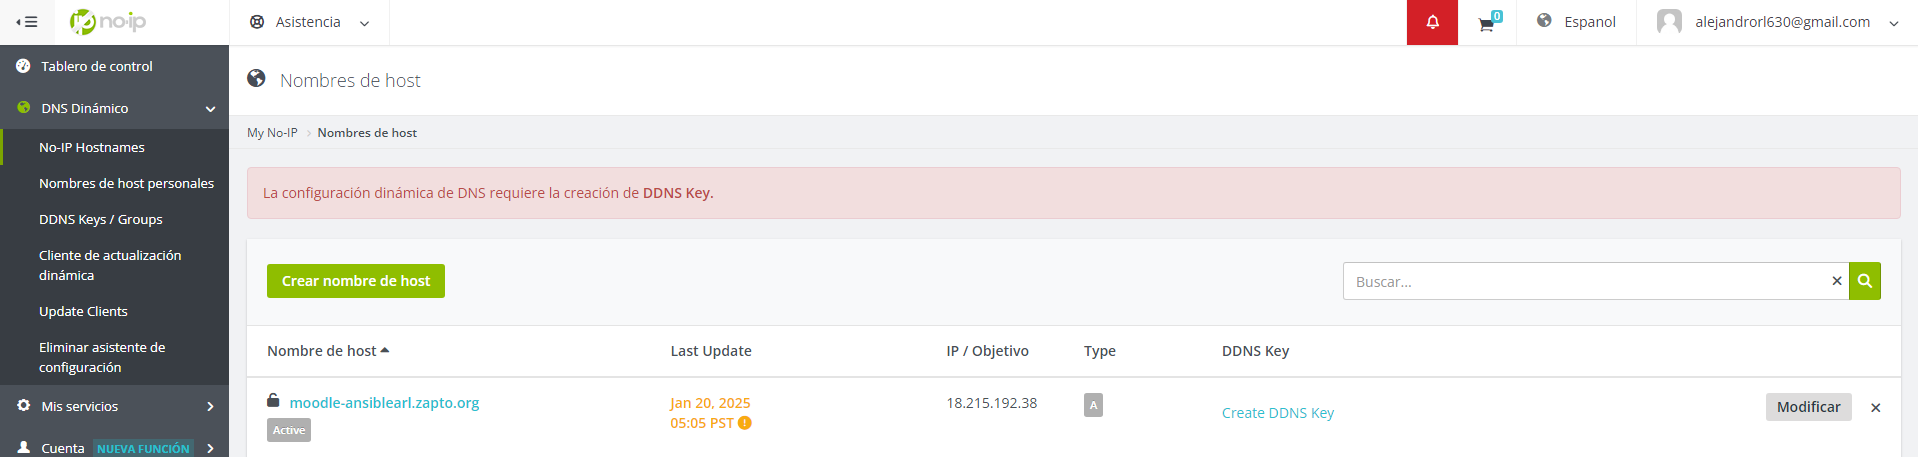 no-ip
Asistencia
0
Espanol
alejandrorl630@gmail.com
Tablero de control
DNS Dinámico
No-IP Hostnames
Nombres de host personales
DDNS Keys / Groups
Cliente de actualización
dinámica
Update Clients
Eliminar asistente de
configuración
Mis servicios
Cuenta NUEVA FUNCIÓN
Nombres de host
My No-IP › Nombres de host
La configuración dinámica de DNS requiere la creación de DDNS Key.
Crear nombre de host
Buscar...
Nombre de host Last Update IP / Objetivo Type DDNS Key
moodle-ansiblearl.zapto.org
Active
Jan 20, 2025
05:05 PST
18.215.192.38
A
Create DDNS Key
Modificar